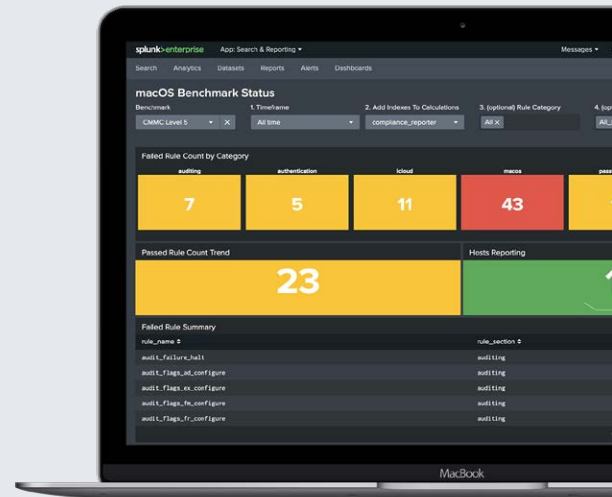 splunk>enterprise App: Search & Reporting Messages
Search Analytics Datasets Reports Alerts Dashboards
macOS Benchmark Status
Benchmark 1. Timeframe 2. Add Indexes To Calculations 3. (optional) Rule Category
CMMC Level 5 X All time compliance_reporter All X
Failed Rule Count by Category
auditing authentication icloud macos
7 5 11 43
Passed Rule Count Trend Hosts Reporting
23
Failed Rule Summary
rule_name rule_section
audit_failure_halt auditing
audit_flags_ad_configure auditing
audit_flags_ex_configure auditing
audit_flags_fm_configure auditing
audit_flags_fr_configure auditing
MacBook